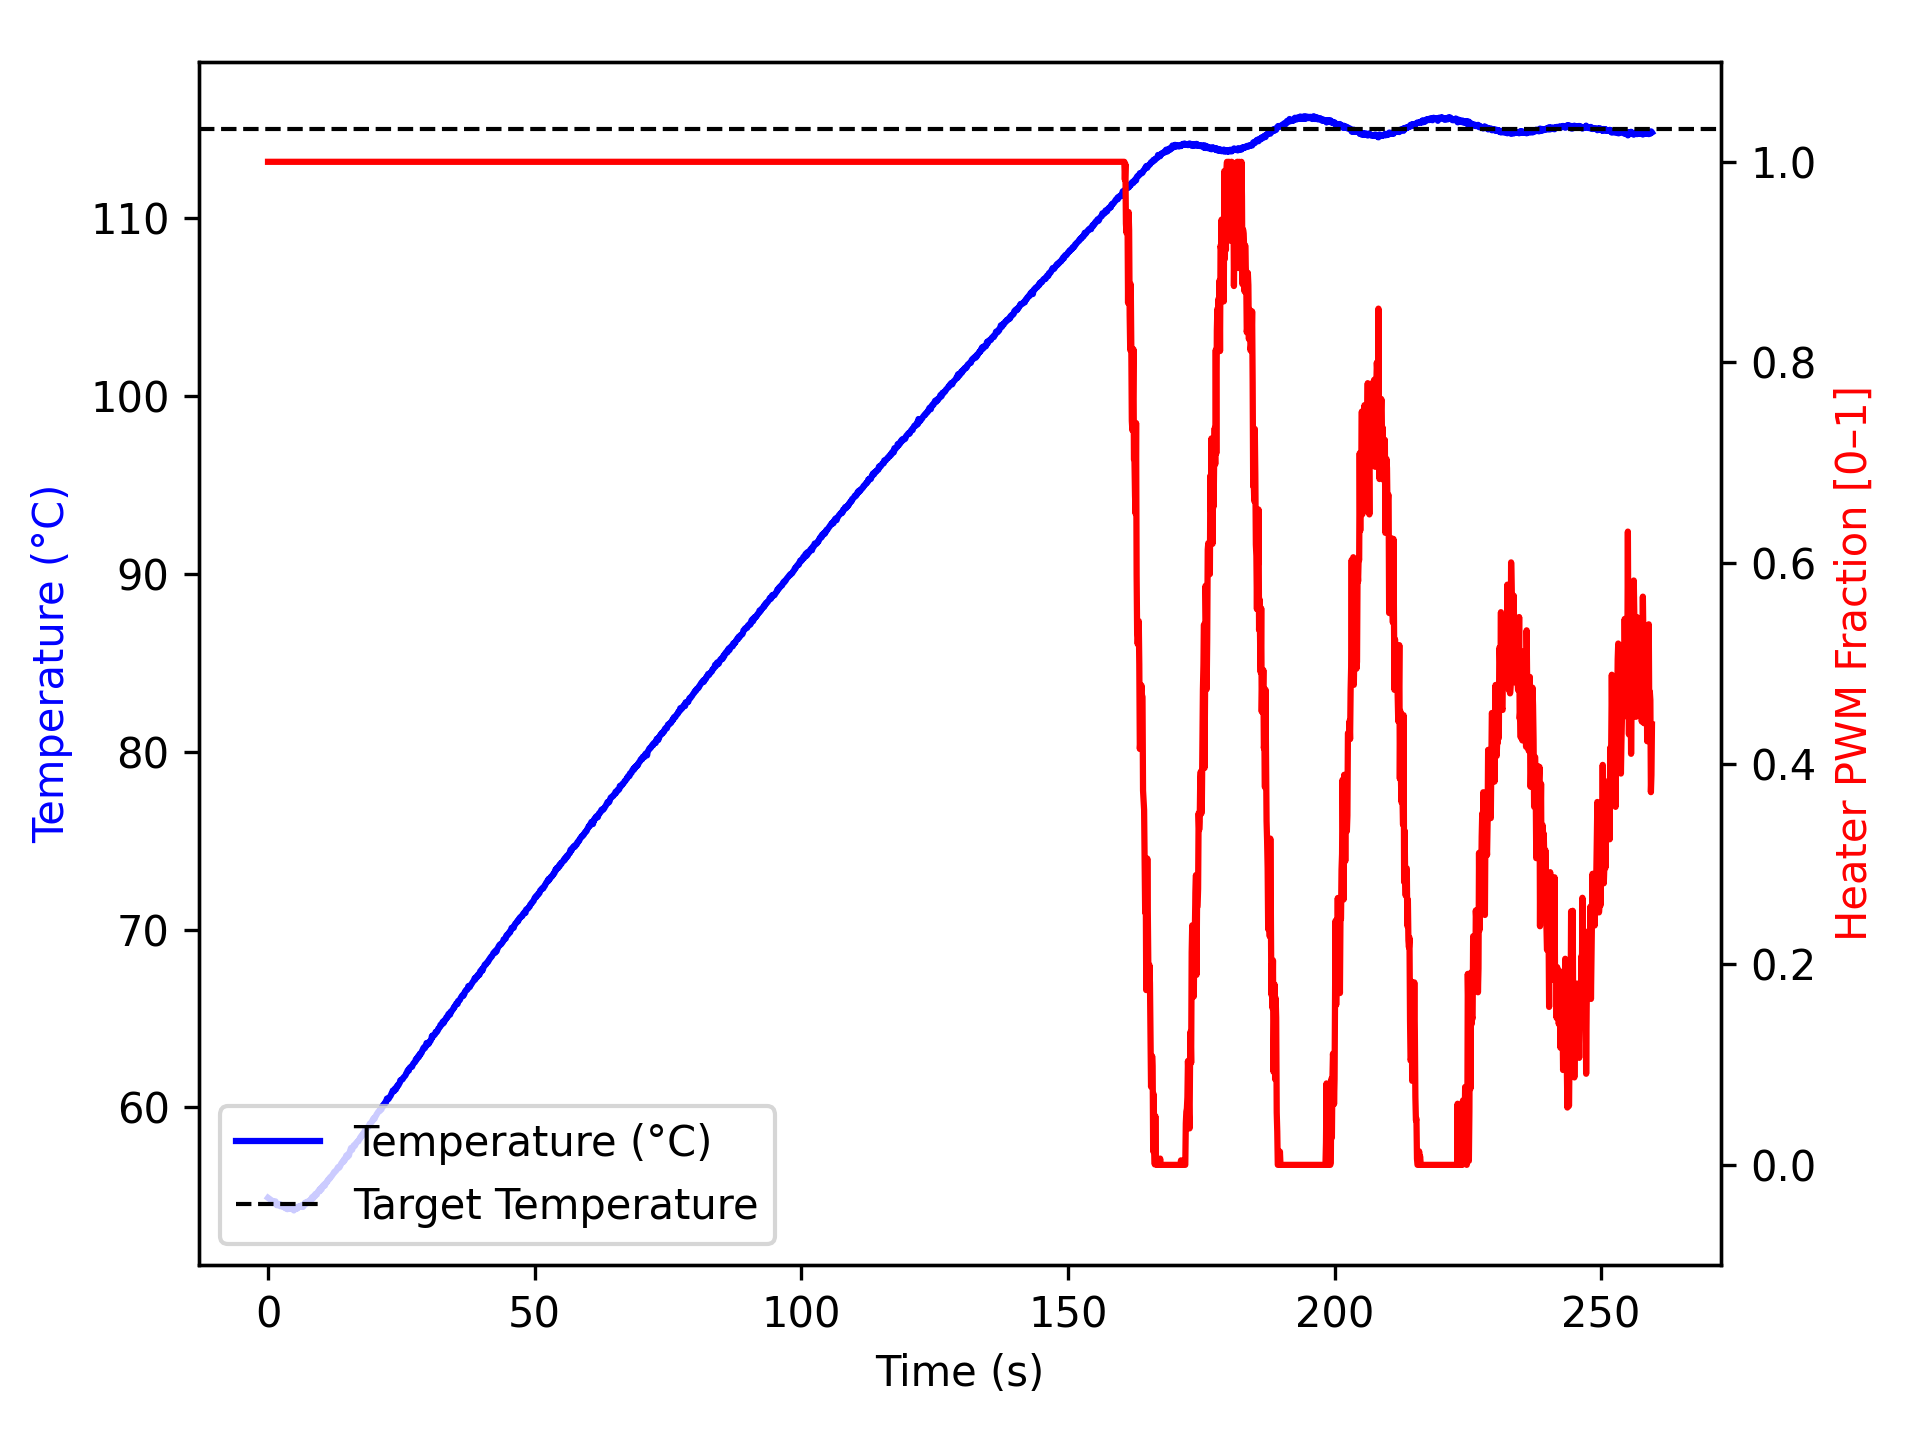 110
100
90
80
70
60
Temperature (°C)
1.0
0.8
0.6
0.4
0.2
0.0
Heater PWM Fraction [0–1]
Temperature (°C)
Target Temperature
0 50 100 150 200 250
Time (s)